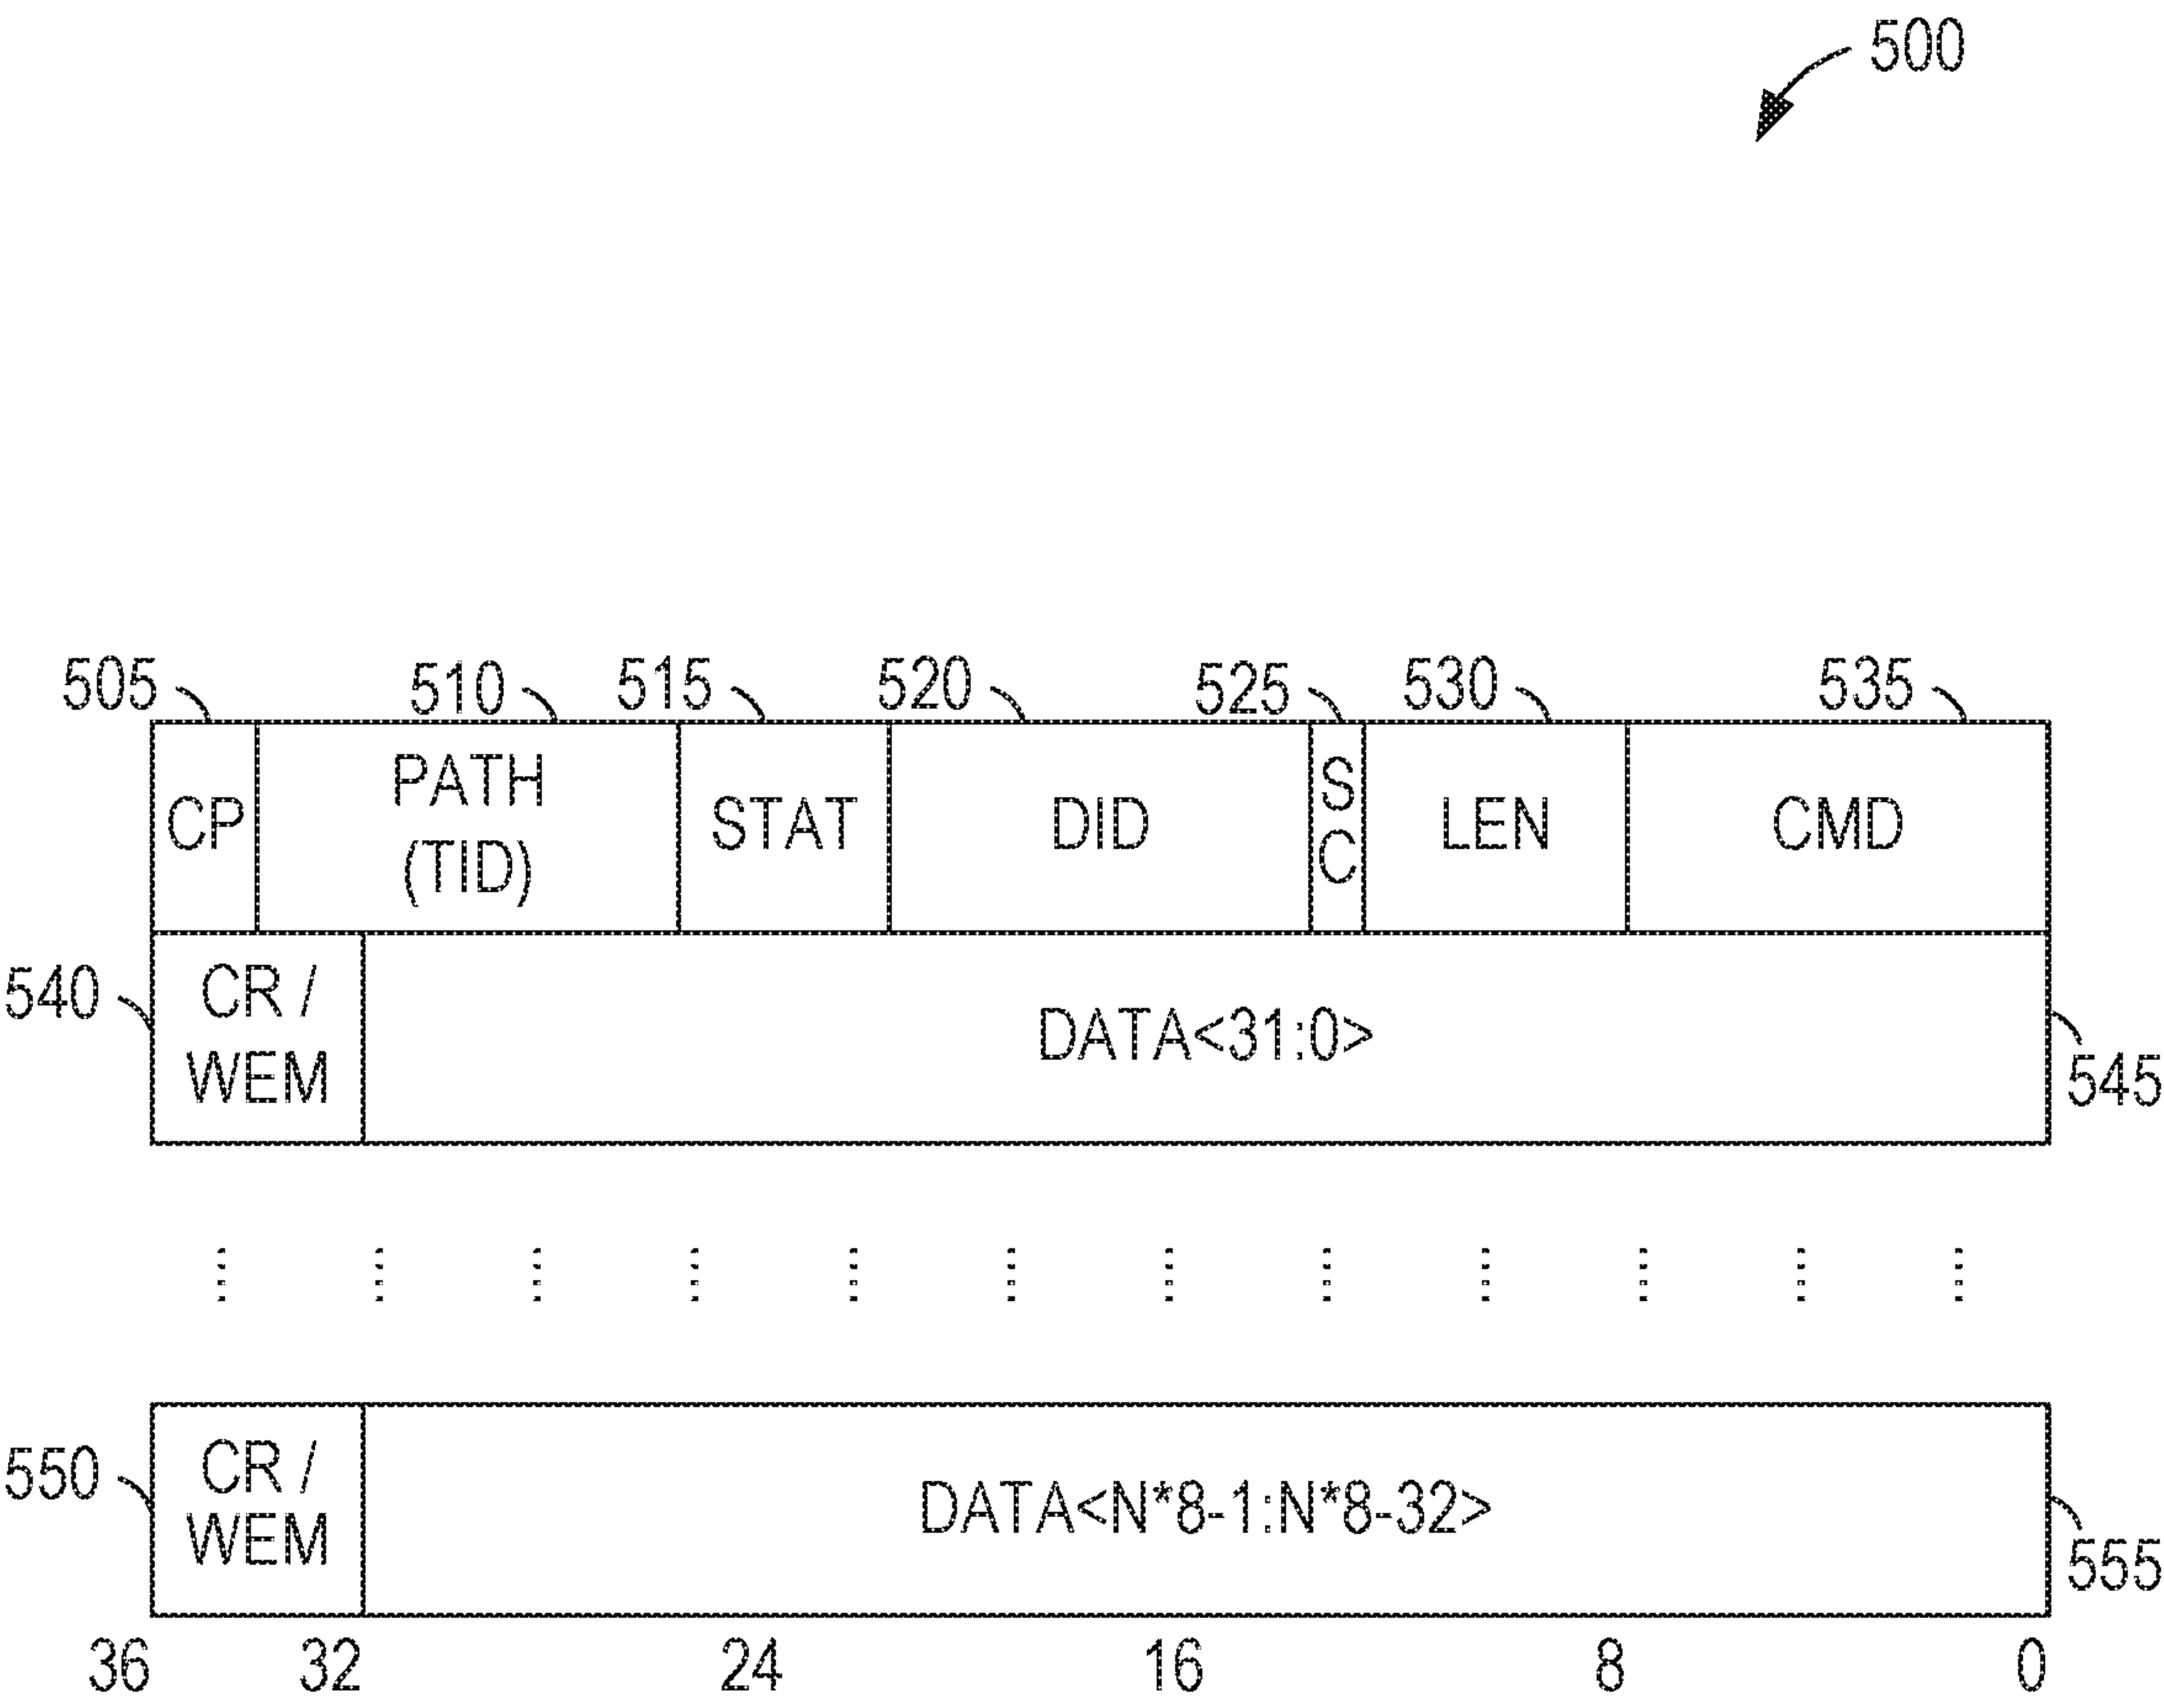 500
505 510 515 520 525 530 535
CP PATH (TID) STAT DID SC LEN CMD
540 CR / WEM DATA<31:0> 545
550 CR / WEM DATA<N*8-1:N*8-32> 555
36 32 24 16 8 0